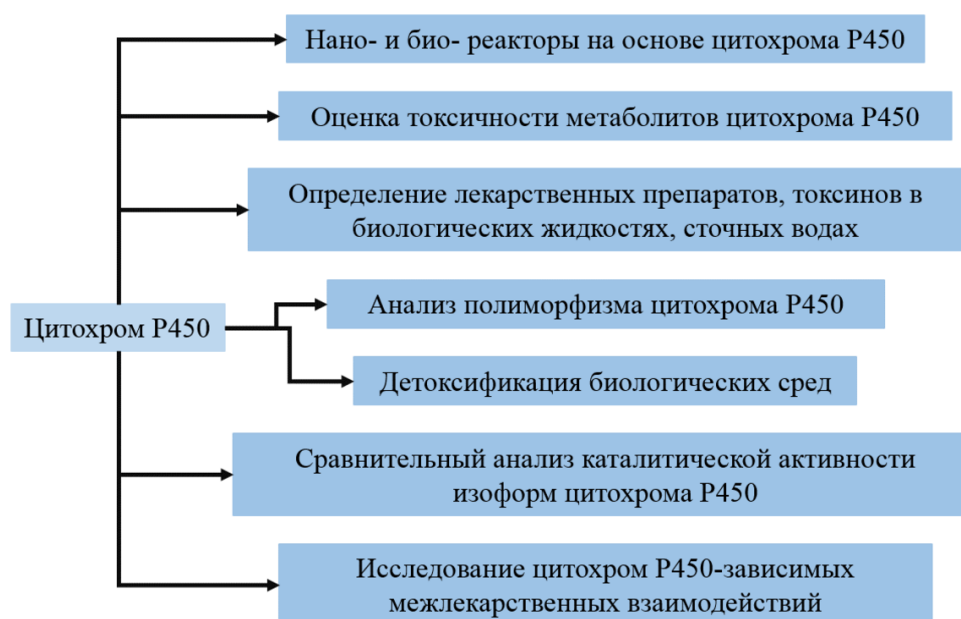 Нано- и био- реакторы на основе цитохрома P450
Оценка токсичности метаболитов цитохрома P450
Определение лекарственных препаратов, токсинов в
биологических жидкостях, сточных водах
Цитохром P450
Анализ полиморфизма цитохрома P450
Детоксификация биологических сред
Сравнительный анализ каталитической активности
изоформ цитохрома P450
Исследование цитохром P450-зависимых
межлекарственных взаимодействий